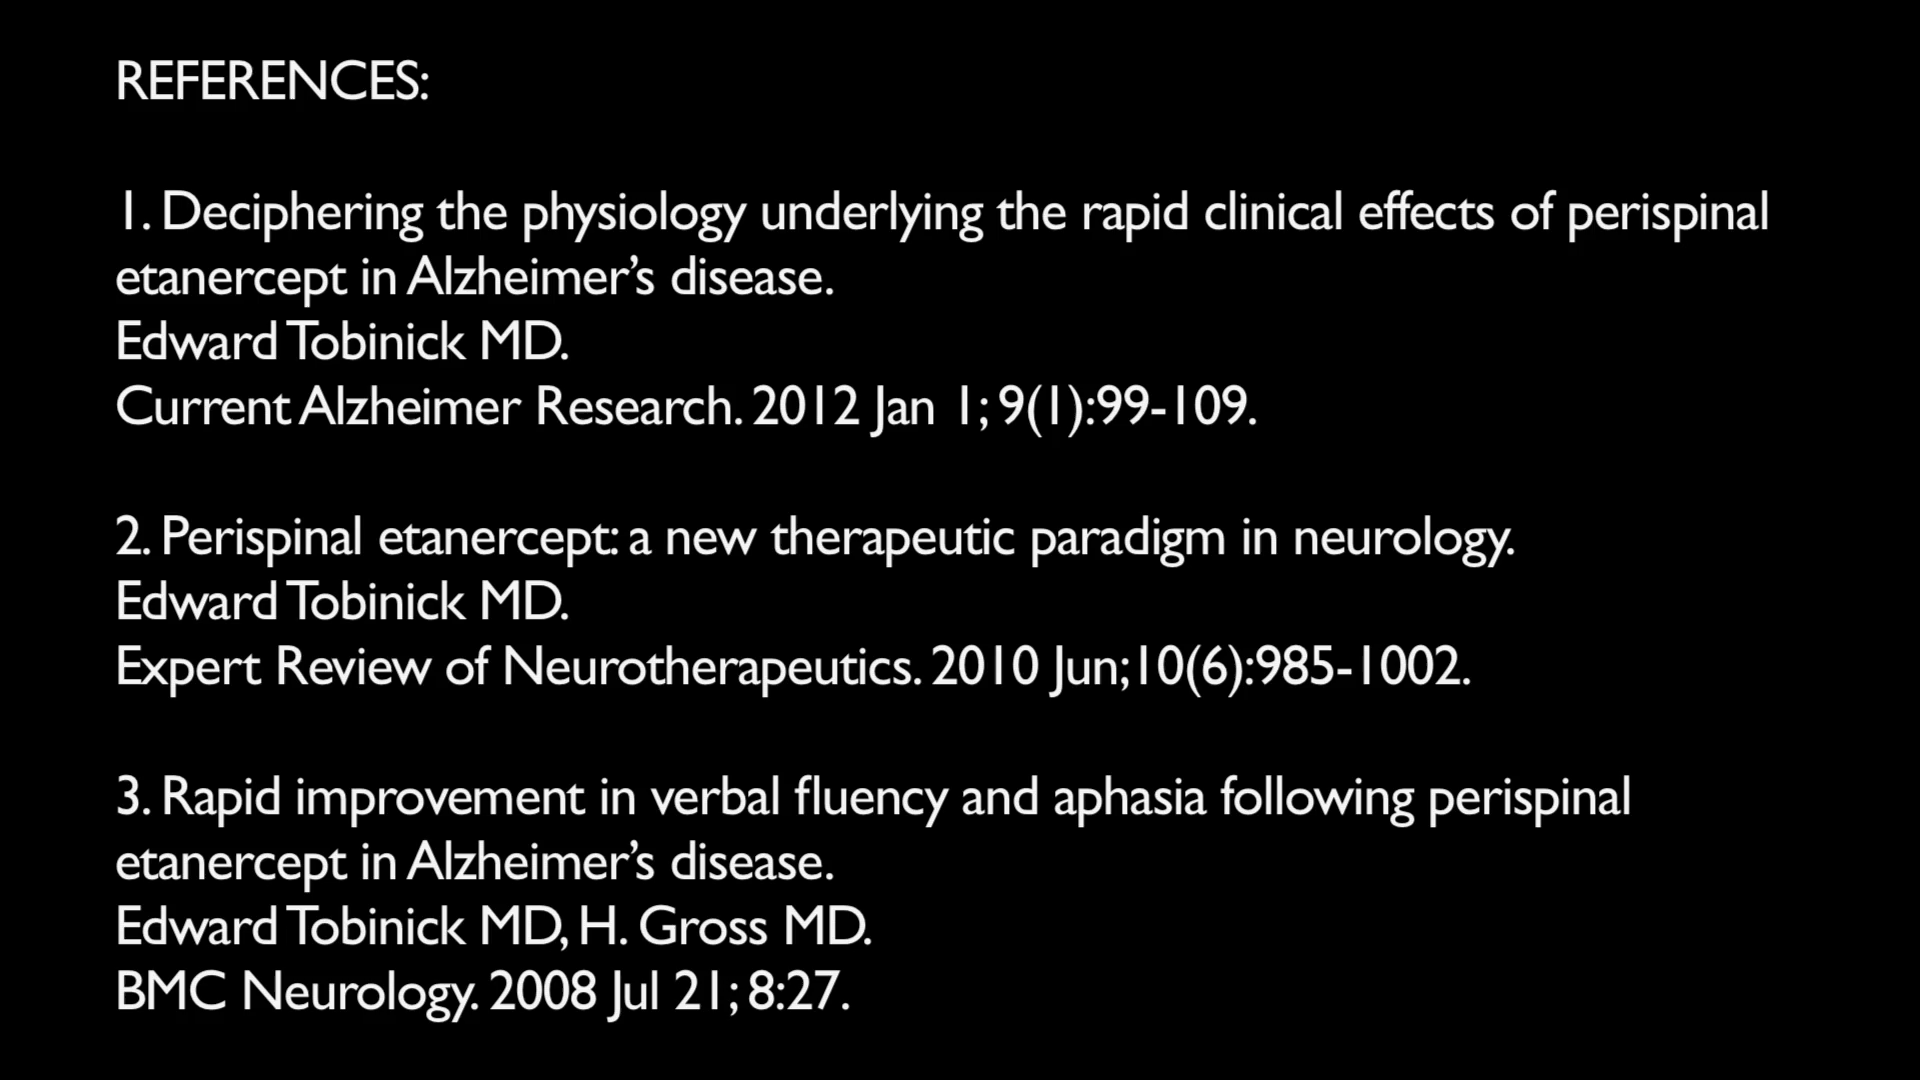 REFERENCES:
1. Deciphering the physiology underlying the rapid clinical effects of perispinal
etanercept in Alzheimer’s disease.
Edward Tobinick MD.
Current Alzheimer Research. 2012 Jan 1; 9(1):99-109.
2. Perispinal etanercept: a new therapeutic paradigm in neurology.
Edward Tobinick MD.
Expert Review of Neurotherapeutics. 2010 Jun;10(6):985-1002.
3. Rapid improvement in verbal fluency and aphasia following perispinal
etanercept in Alzheimer’s disease.
Edward Tobinick MD, H. Gross MD.
BMC Neurology. 2008 Jul 21; 8:27.